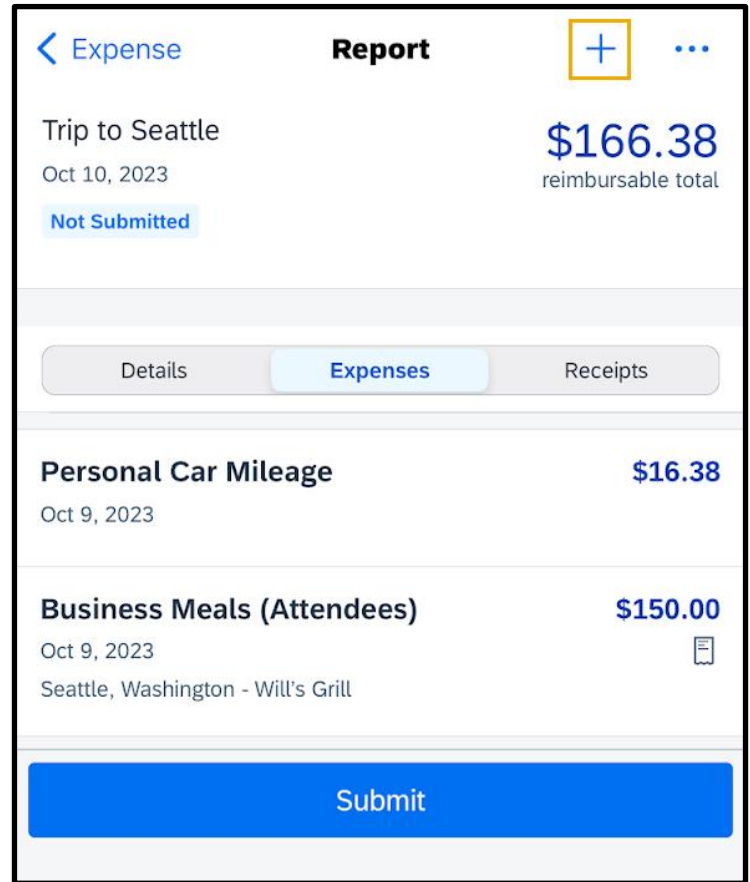 Expense Report
Trip to Seattle $166.38
Oct 10, 2023 reimbursable total
Not Submitted
Details Expenses Receipts
Personal Car Mileage $16.38
Oct 9, 2023
Business Meals (Attendees) $150.00
Oct 9, 2023
Seattle, Washington - Will's Grill
Submit